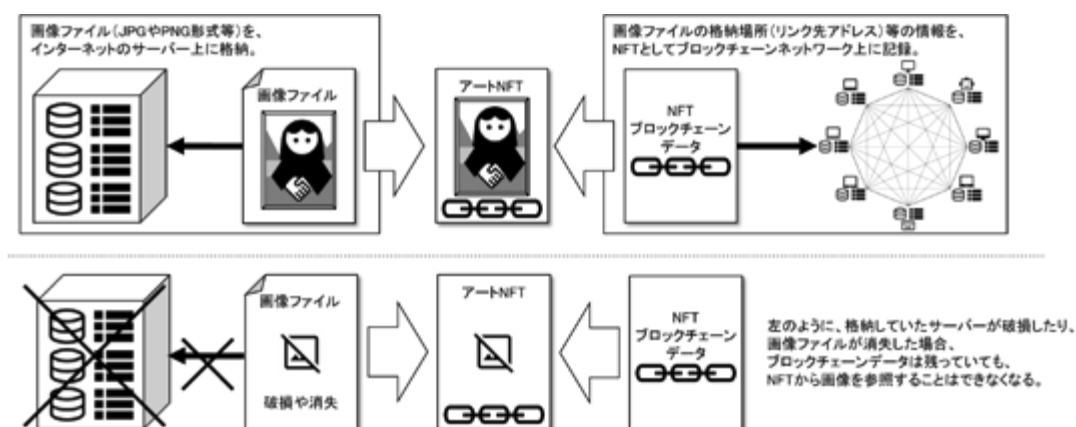 画像ファイル(JPGやPNG形式等)を、
インターネットのサーバー上に格納。
画像ファイル
アートNFT
画像ファイルの格納場所(リンク先アドレス)等の情報を、
NFTとしてブロックチェーンネットワーク上に記録。
NFT
ブロックチェーン
データ
画像ファイル
破損や消失
アートNFT
NFT
ブロックチェーン
データ
左のように、格納していたサーバーが破損したり、
画像ファイルが消失した場合、
ブロックチェーンデータは残っていても、
NFTから画像を参照することはできなくなる。